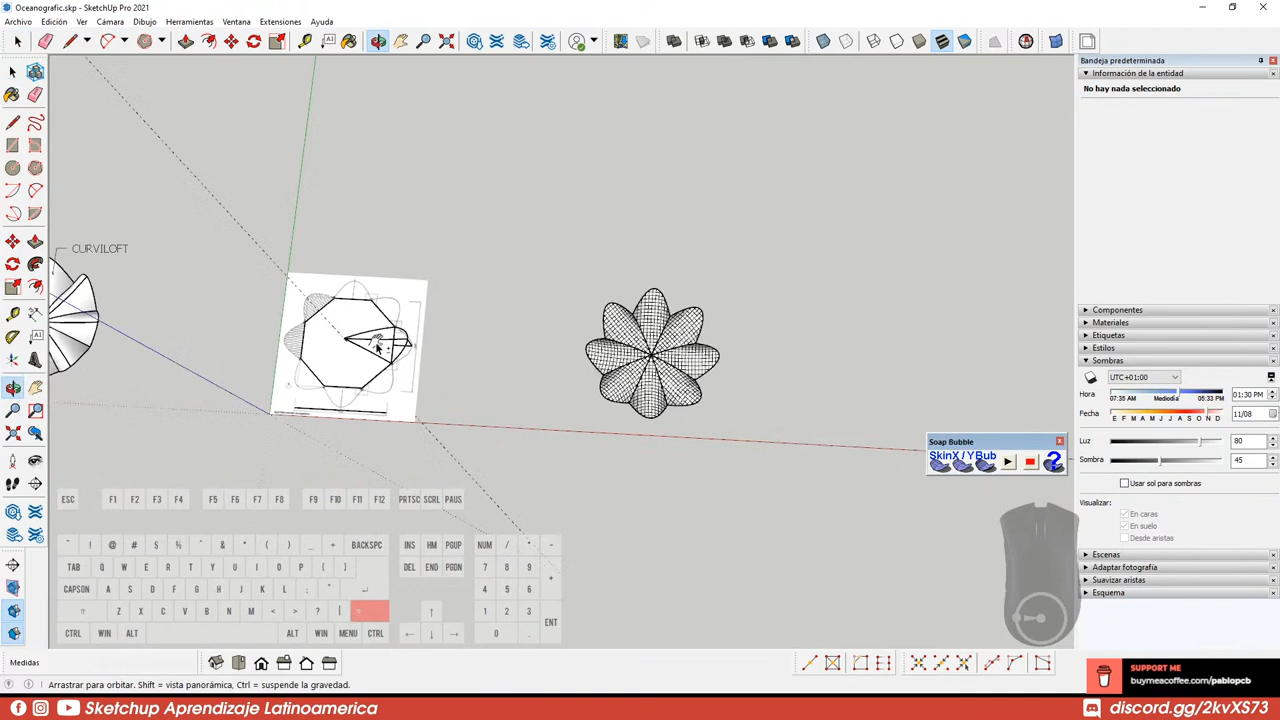 Oceanografic.skp - SketchUp Pro 2021
Archivo Edición Ver Cámara Dibujo Herramientas Ventana Extensiones Ayuda
Bandeja predeterminada
Información de la entidad
No hay nada seleccionado
CURVILOFT
Componentes
Materiales
Etiquetas
Estilos
Sombras
UTC+01:00
Hora 07:35 AM Mediodía 05:33 PM 01:30 PM
Fecha E F M A M J J A S O N D 11/08
Luz 80
Sombra 45
Usar sol para sombras
Visualizar:
En caras
En suelo
Desde aristas
Escenas
Adaptar fotografía
Suavizar aristas
Esquema
Soap Bubble
SkinX / YBub
ESC F1 F2 F3 F4 F5 F6 F7 F8 F9 F10 F11 F12 PRTSC SCRL PAUS
BACKSPC INS HM PGUP NUM / * -
TAB Q W E R T Y U I O P DEL END PGDN 7 8 9 +
CAPSON A S D F G H J K L 4 5 6
Z X C V B N M < > ? 1 2 3 ENT
CTRL WIN ALT ALT WIN MENU CTRL 0 .
Medidas
Arrastrar para orbitar. Shift = vista panorámica, Ctrl = suspende la gravedad.
SUPPORT ME
buymeacoffee.com/pablopcb
Sketchup Aprendizaje Latinoamerica
discord.gg/2kvXS73